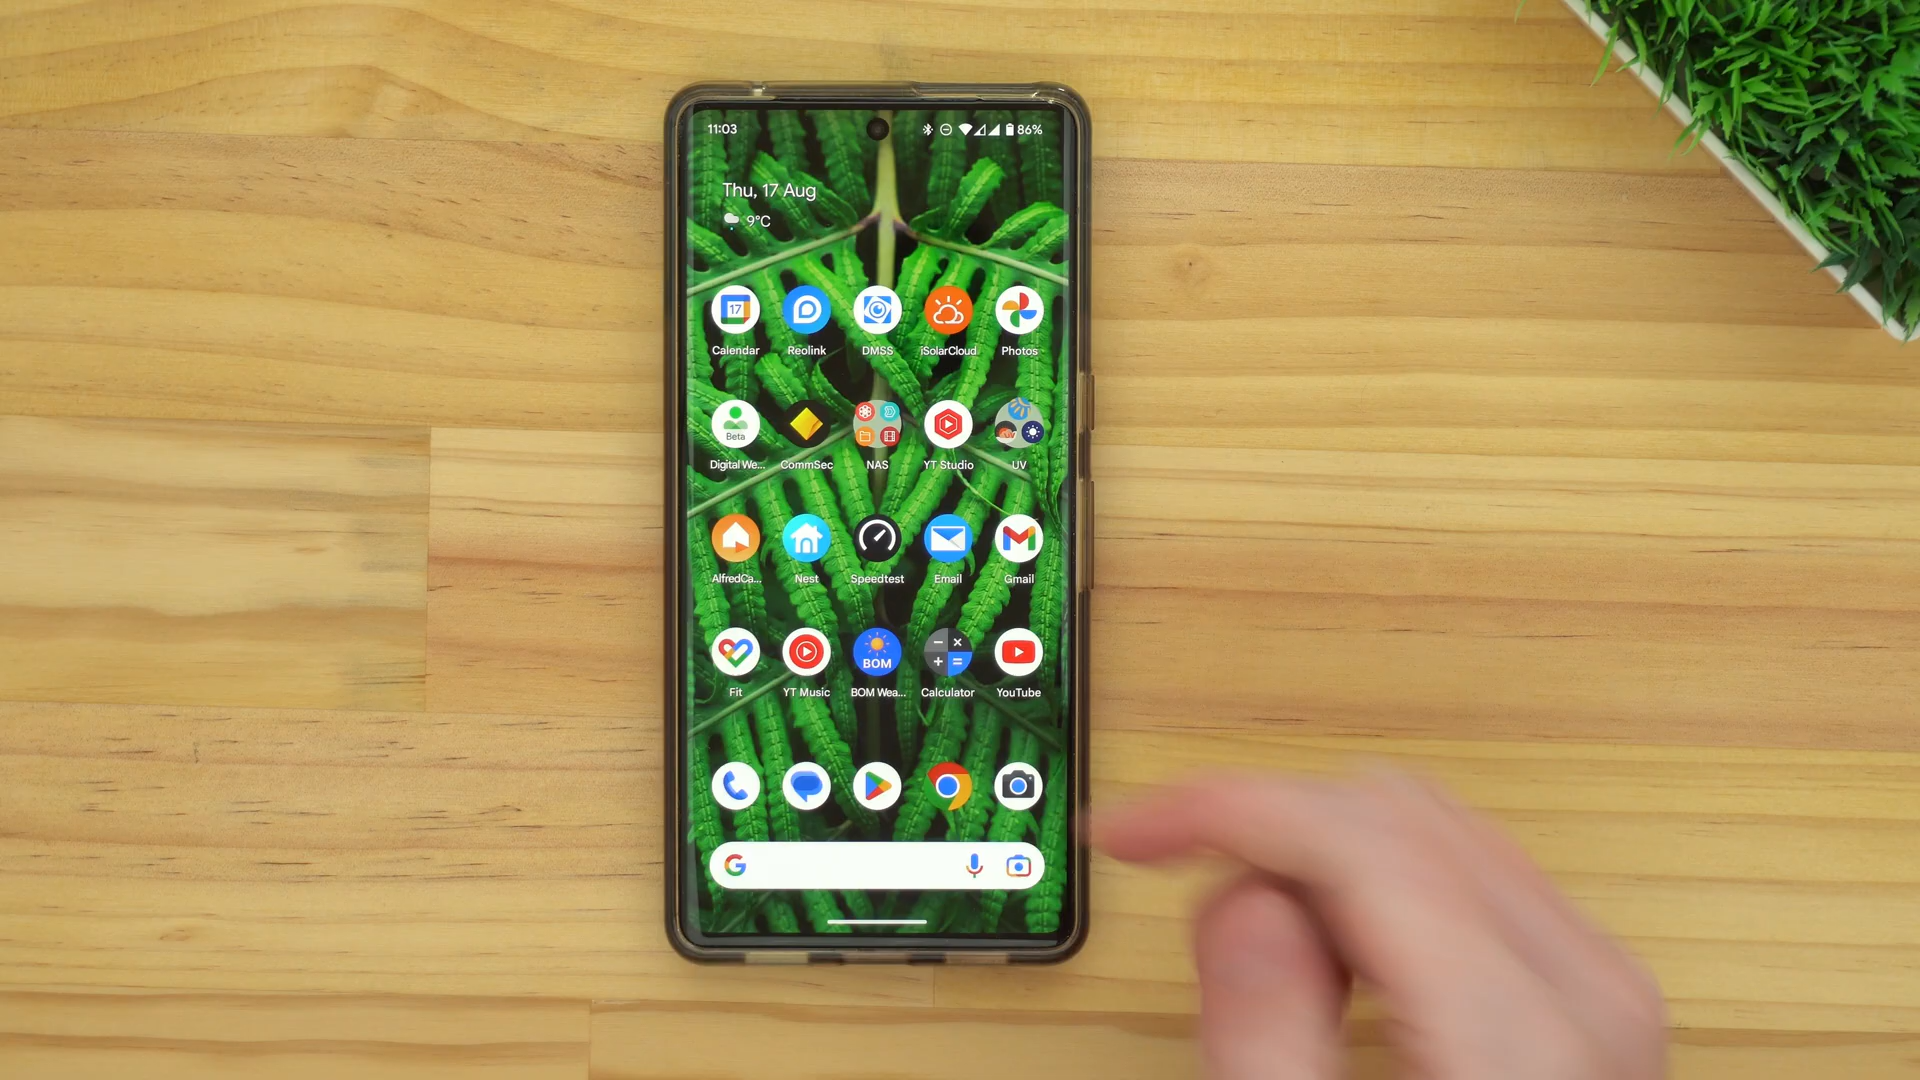 11:03 86%
Thu, 17 Aug
9°C
17
Calendar Reolink DMSS iSolarCloud Photos
Beta
Digital We... CommSec NAS YT Studio UV
AlfredCa... Nest Speedtest Email Gmail
BOM
Fit YT Music BOM Wea... Calculator YouTube
G